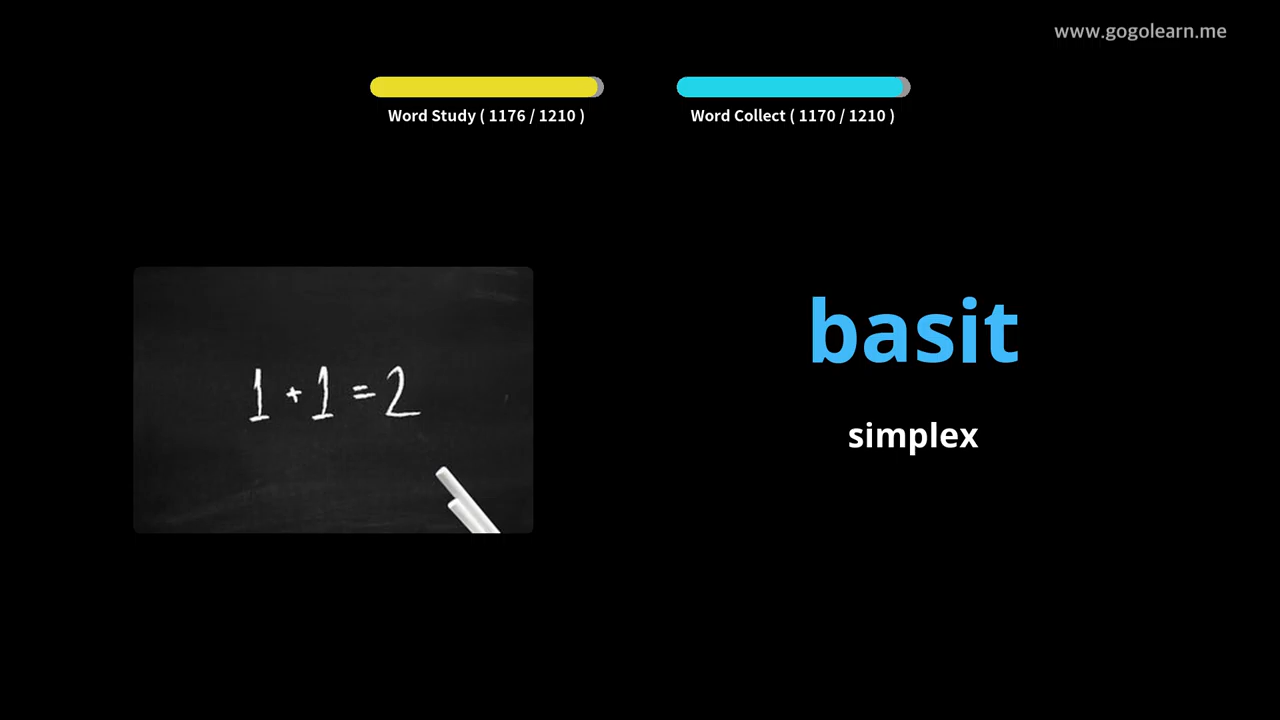 www.gogolearn.me
Word Study ( 1176 / 1210 )
Word Collect ( 1170 / 1210 )
1 + 1 = 2
basit
simplex